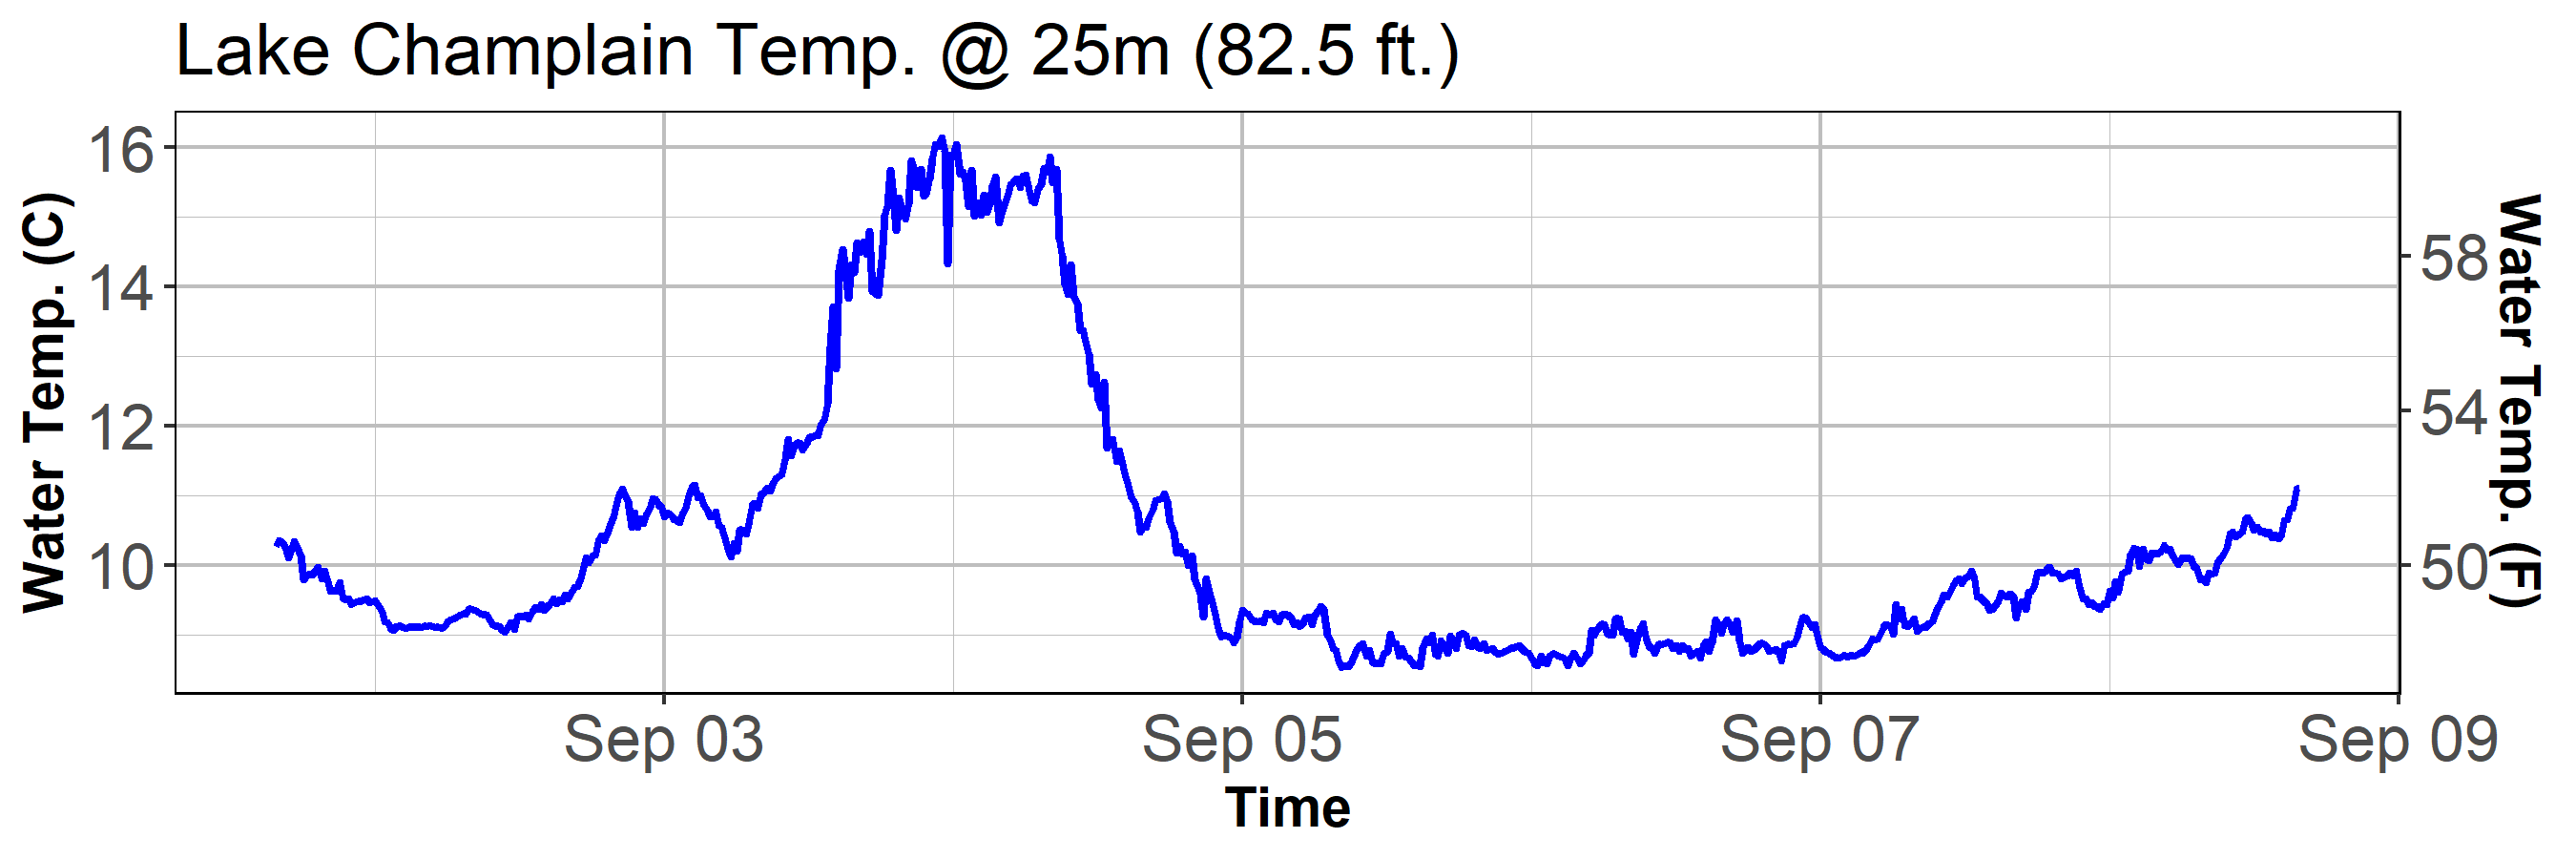 Lake Champlain Temp. @ 25m (82.5 ft.)
Water Temp. (C)
16
14
12
10
58
54
50
Water Temp. (F)
Sep 03
Sep 05
Sep 07
Sep 09
Time